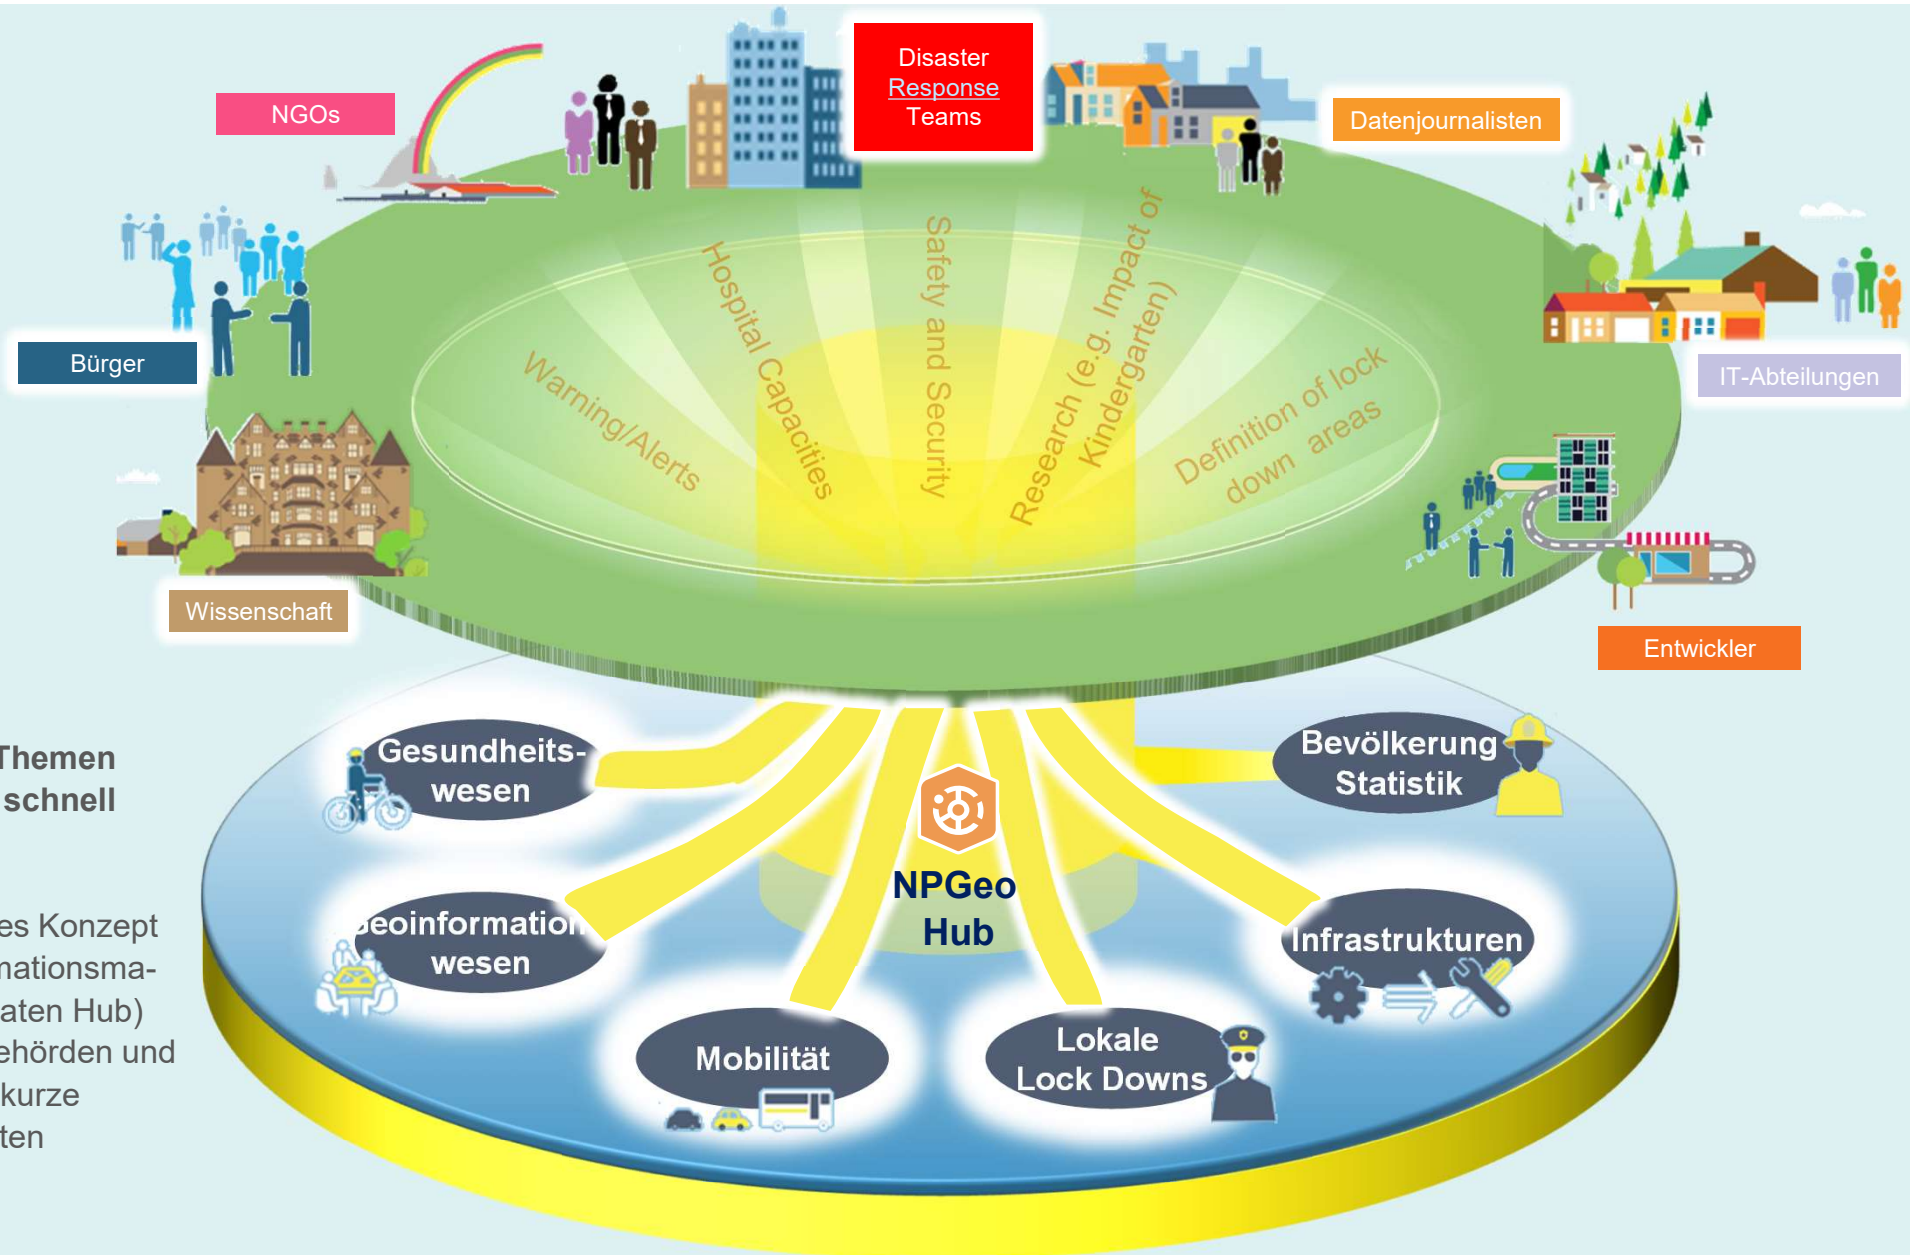 Disaster
Response
Teams
NGOs
Datenjournalisten
Bürger
IT-Abteilungen
Wissenschaft
Entwickler
Warning/Alerts
Hospital Capacities
Safety and Security
Research (e.g. Impact of
Kindergarten)
Definition of lock
down areas
Themen
schnell
es Konzept
mationsma-
aten Hub)
ehörden und
kurze
ten
Gesundheits-
wesen
eoinformation
wesen
Mobilität
NPGeo
Hub
Lokale
Lock Downs
Infrastrukturen
Bevölkerung
Statistik